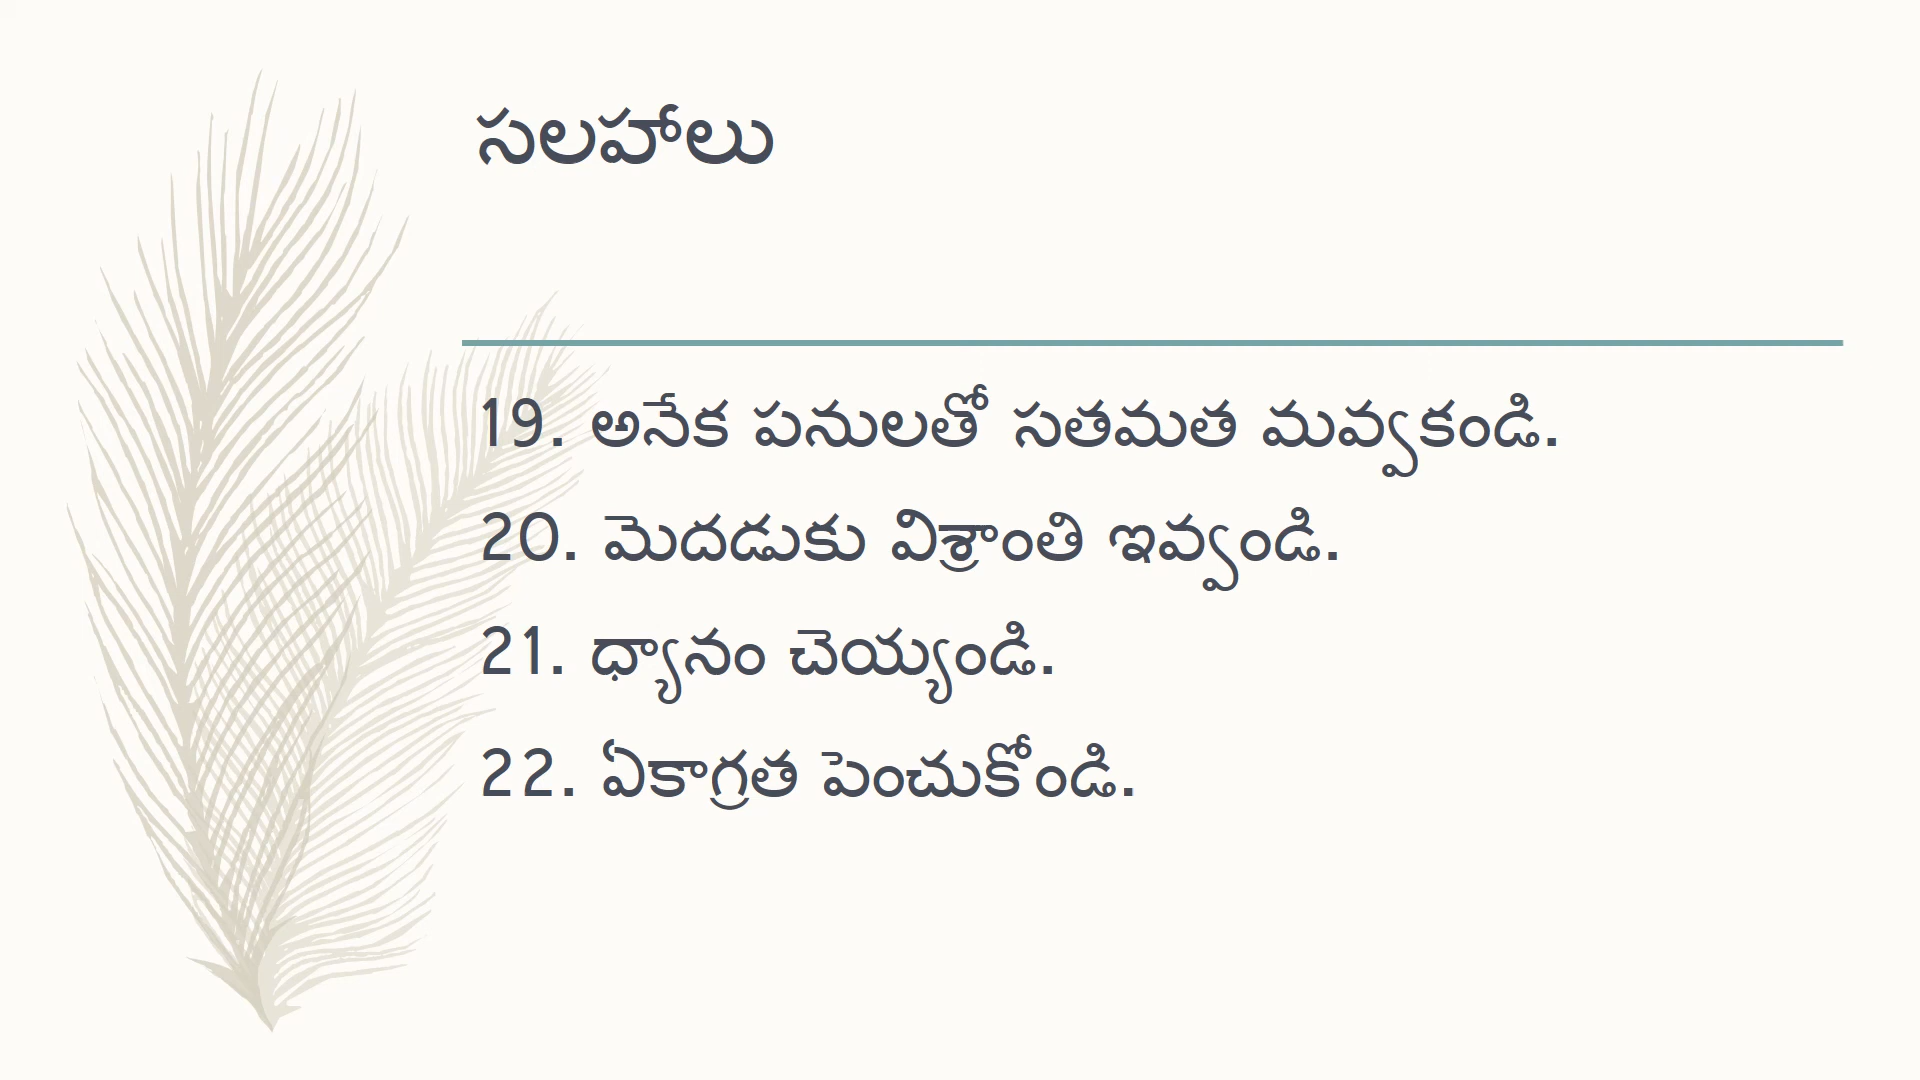 సలహాలు
19. అనేక పనులతో సతమత మవ్వకండి.
20. మెదడుకు విశ్రాంతి ఇవ్వండి.
21. ధ్యానం చెయ్యండి.
22. ఏకాగ్రత పెంచుకోండి.